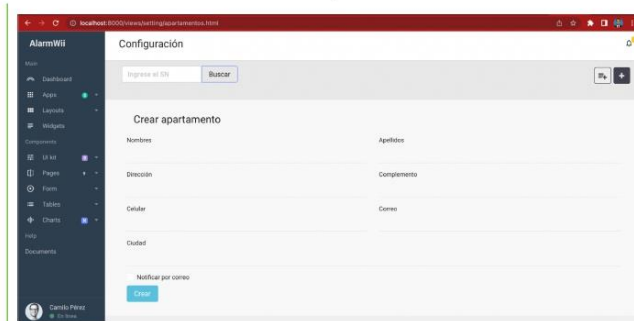 localhost:8000/views/setting/apartamentos.html
AlarmWii
Configuración
Main
Dashboard
Apps
Layouts
Widgets
Components
UI kit
Pages
Form
Tables
Charts
Help
Documents
Camilo Pérez
En línea
Ingrese el SN
Buscar
Crear apartamento
Nombres
Apellidos
Dirección
Complemento
Celular
Correo
Ciudad
Notificar por correo
Crear